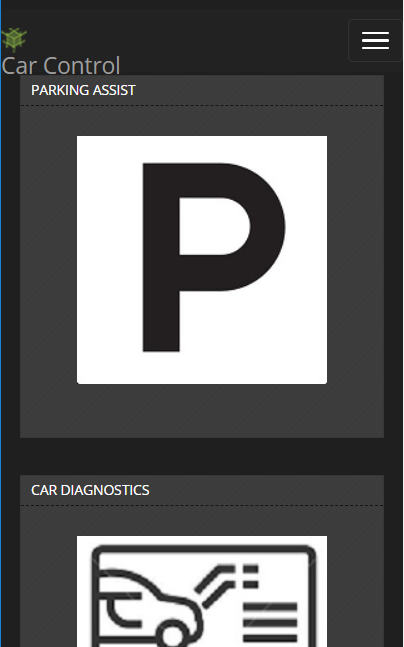 Car Control
PARKING ASSIST
P
CAR DIAGNOSTICS